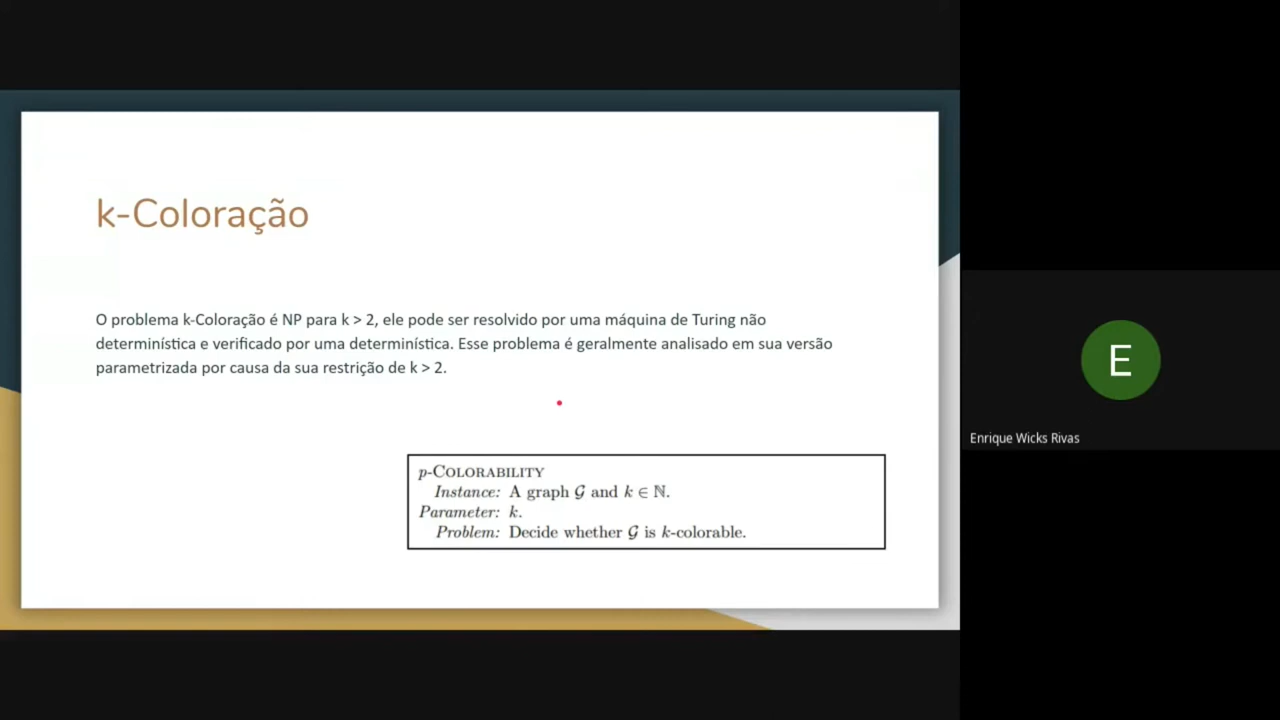 k-Coloração
O problema k-Coloração é NP para k > 2, ele pode ser resolvido por uma máquina de Turing não
determinística e verificado por uma determinística. Esse problema é geralmente analisado em sua versão
parametrizada por causa da sua restrição de k > 2.
p-COLORABILITY
Instance: A graph 𝒢 and k ∈ ℕ.
Parameter: k.
Problem: Decide whether 𝒢 is k-colorable.
E
Enrique Wicks Rivas